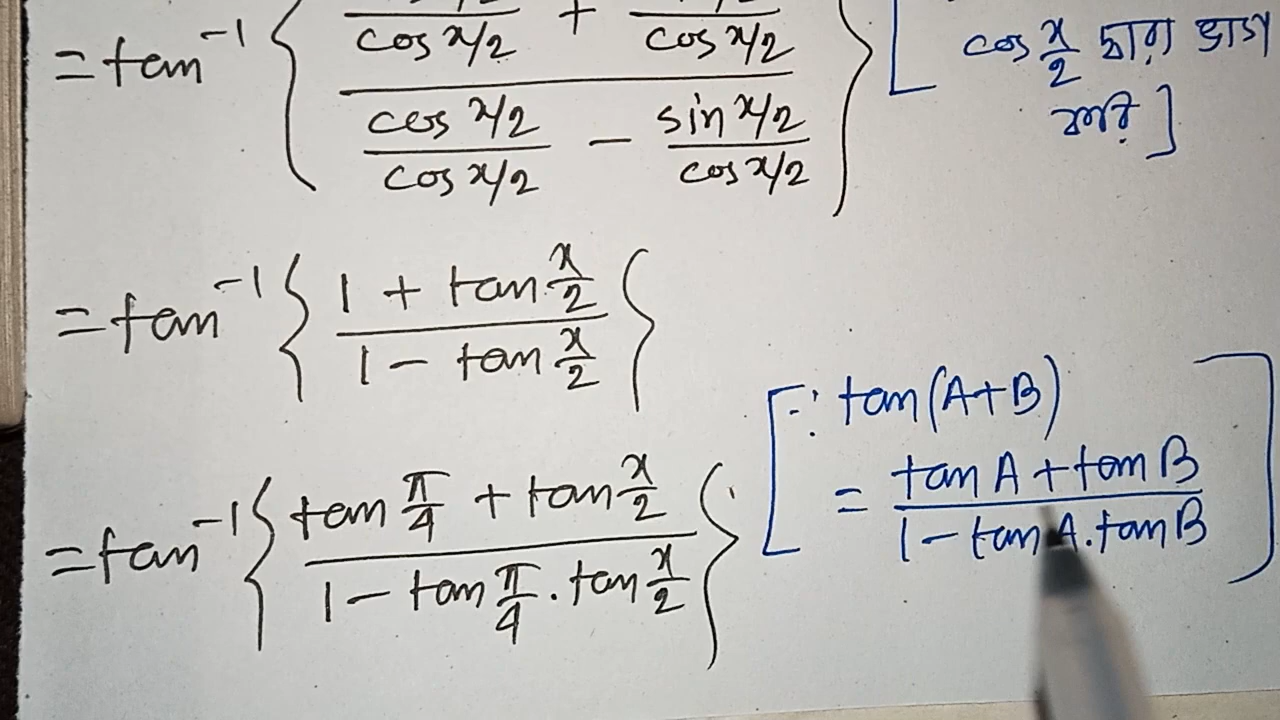 = tan⁻¹ { (cos x/2 + cos x/2) / (cos x/2 / cos x/2 − sin x/2 / cos x/2) } [ cos x/2 দ্বারা ভাগ
করি ]
= tan⁻¹ { (1 + tan x/2) / (1 − tan x/2) }
[ ∵ tan(A+B)
= tan⁻¹ { (tan π/4 + tan x/2) / (1 − tan π/4 . tan x/2) }
= (tan A + tan B) / (1 − tan A . tan B) ]